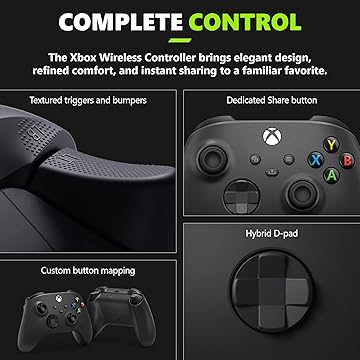 COMPLETE CONTROL
The Xbox Wireless Controller brings elegant design,
refined comfort, and instant sharing to a familiar favorite.
Textured triggers and bumpers
Dedicated Share button
Y
X
B
A
Hybrid D-pad
Custom button mapping